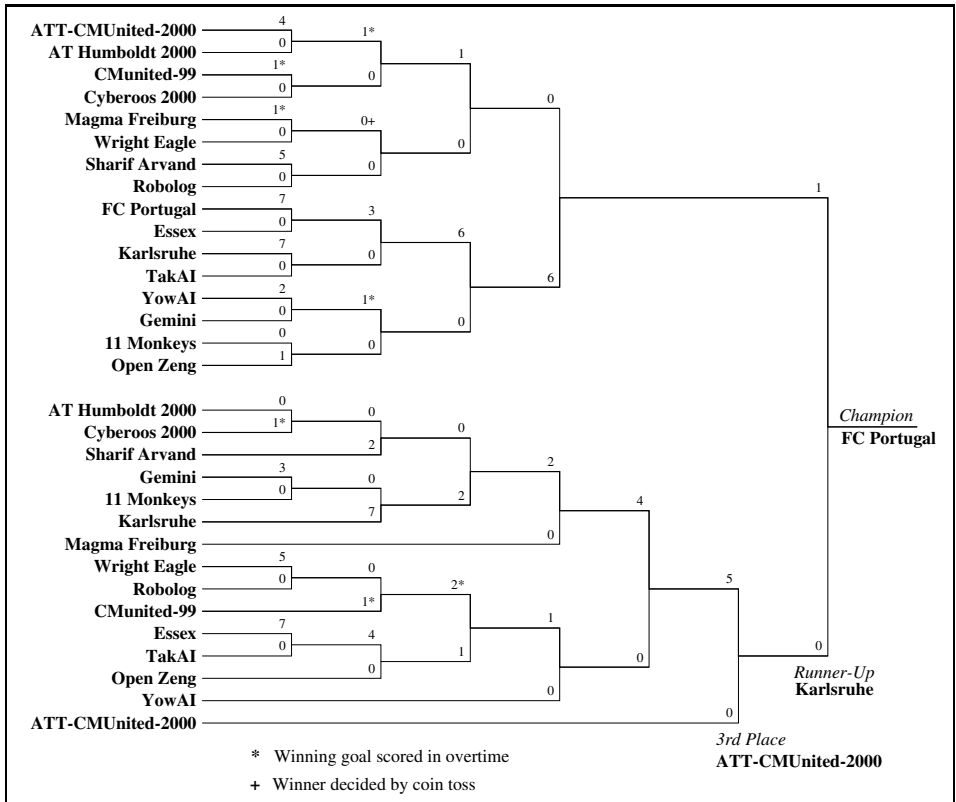 ATT-CMUnited-2000 4
AT Humboldt 2000 0
1*
CMunited-99 1*
Cyberoos 2000 0
0
1
Magma Freiburg 1*
Wright Eagle 0
0+
Sharif Arvand 5
Robolog 0
0
0
0
FC Portugal 7
Essex 0
3
Karlsruhe 7
TakAI 0
0
6
YowAI 2
Gemini 0
1*
11 Monkeys 0
Open Zeng 1
0
0
6
1
AT Humboldt 2000 0
Cyberoos 2000 1*
0
Sharif Arvand 2
0
Gemini 3
11 Monkeys 0
0
Karlsruhe 7
2
2
Magma Freiburg 0
4
Wright Eagle 5
Robolog 0
0
CMunited-99 1*
2*
Essex 7
TakAI 0
4
Open Zeng 0
1
1
YowAI 0
0
5
ATT-CMUnited-2000 0
0
Champion
FC Portugal
Runner-Up
Karlsruhe
3rd Place
ATT-CMUnited-2000
* Winning goal scored in overtime
+ Winner decided by coin toss